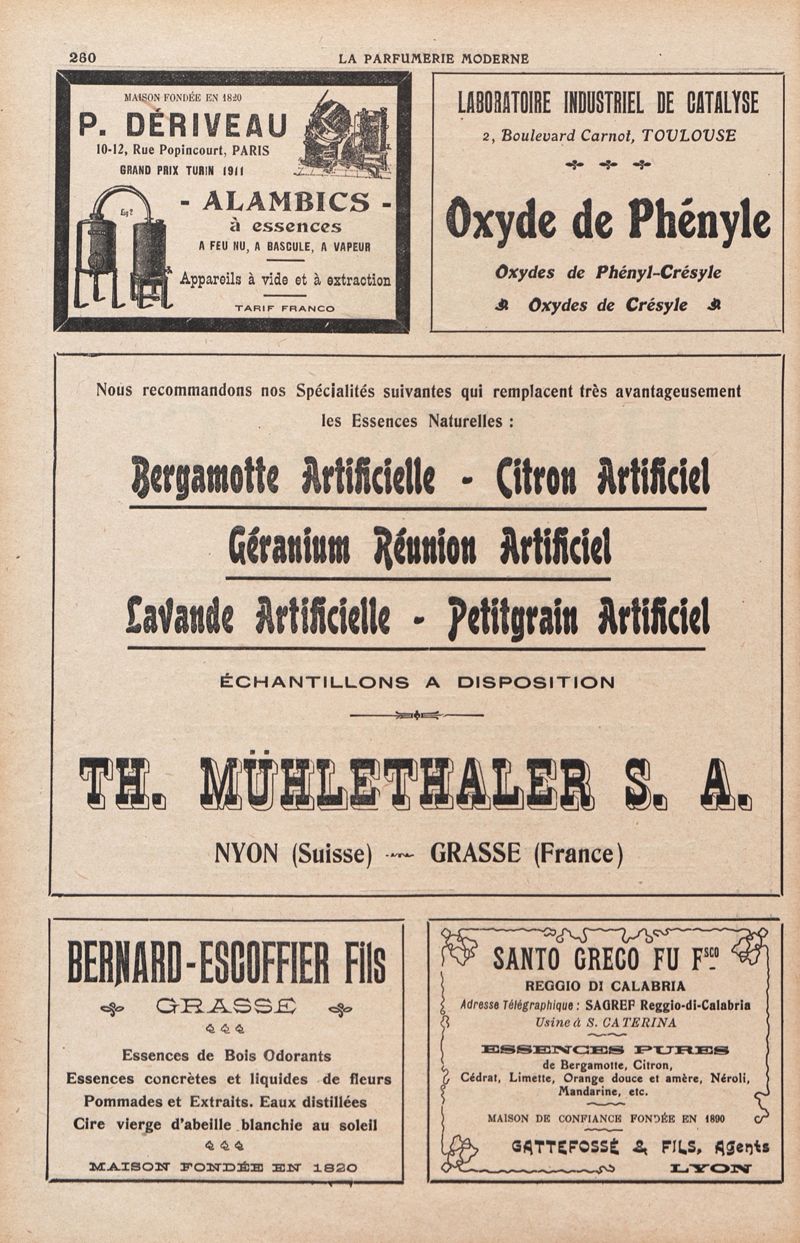 260
LA PARFUMERIE MODERNE
MAISON FONDÉE EN 1820
P. DÉRIVEAU
10-12, Rue Popincourt, PARIS
GRAND PRIX TURIN 1911
Fig. 2
- ALAMBICS -
à essences
A FEU NU, A BASCULE, A VAPEUR
Appareils à vide et à extraction
TARIF FRANCO
LABORATOIRE INDUSTRIEL DE CATALYSE
2, Boulevard Carnot, TOULOUSE
Oxyde de Phényle
Oxydes de Phényl-Crésyle
Oxydes de Crésyle
Nous recommandons nos Spécialités suivantes qui remplacent très avantageusement
les Essences Naturelles :
Bergamotte Artificielle - Citron Artificiel
Géranium Réunion Artificiel
Lavande Artificielle - Petitgrain Artificiel
ÉCHANTILLONS A DISPOSITION
TH. MÜHLETHALER S. A.
NYON (Suisse) - GRASSE (France)
BERNARD-ESCOFFIER Fils
GRASSE
Essences de Bois Odorants
Essences concrètes et liquides de fleurs
Pommades et Extraits. Eaux distillées
Cire vierge d'abeille blanchie au soleil
MAISON FONDÉE EN 1820
SANTO GRECO FU Fsco
REGGIO DI CALABRIA
Adresse Télégraphique : SAGREF Reggio-di-Calabria
Usine à S. CATERINA
ESSENCES PURES
de Bergamotte, Citron,
Cédrat, Limette, Orange douce et amère, Néroli,
Mandarine, etc.
MAISON DE CONFIANCE FONDÉE EN 1890
GATTEFOSSÉ & FILS, Agents
LYON